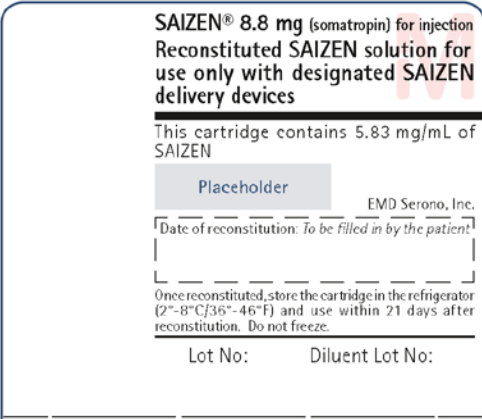 SAIZEN® 8.8 mg (somatropin) for injection
Reconstituted SAIZEN solution for
use only with designated SAIZEN
delivery devices
This cartridge contains 5.83 mg/mL of
SAIZEN
Placeholder
EMD Serono, Inc.
Date of reconstitution: To be filled in by the patient
Once reconstituted, store the cartridge in the refrigerator
(2°-8°C/36°-46°F) and use within 21 days after
reconstitution. Do not freeze.
Lot No: Diluent Lot No:
M